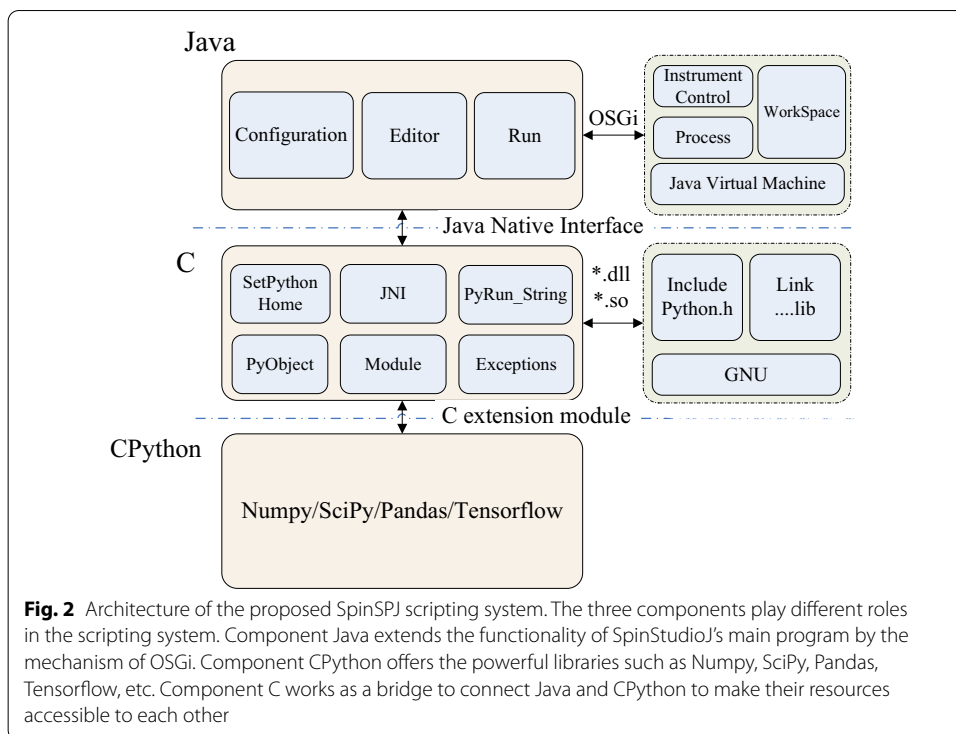 Java
Configuration
Editor
Run
OSGi
Instrument
Control
Process
WorkSpace
Java Virtual Machine
Java Native Interface
C
SetPython
Home
JNI
PyRun_String
PyObject
Module
Exceptions
*.dll
*.so
Include
Python.h
Link
....lib
GNU
C extension module
CPython
Numpy/SciPy/Pandas/Tensorflow
Fig. 2 Architecture of the proposed SpinSPJ scripting system. The three components play different roles
in the scripting system. Component Java extends the functionality of SpinStudioJ's main program by the
mechanism of OSGi. Component CPython offers the powerful libraries such as Numpy, SciPy, Pandas,
Tensorflow, etc. Component C works as a bridge to connect Java and CPython to make their resources
accessible to each other